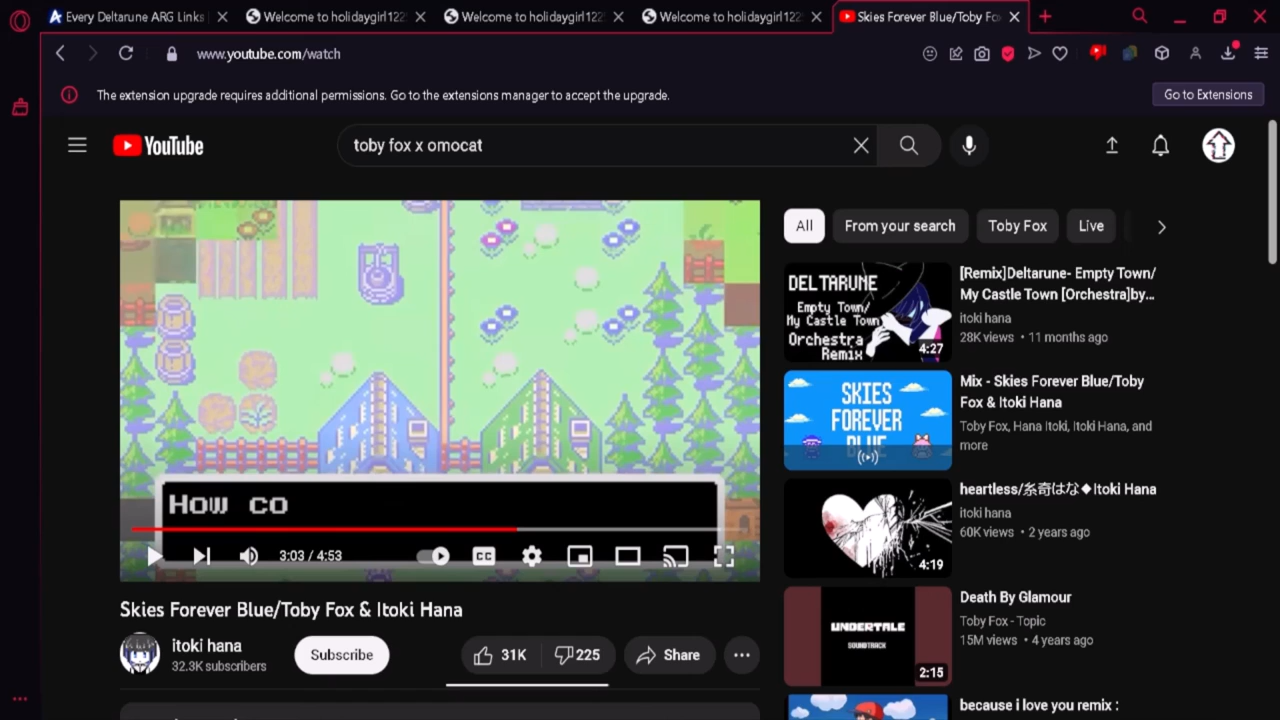 Every Deltarune ARG Links
Welcome to holidaygirl122
Welcome to holidaygirl122
Welcome to holidaygirl122
Skies Forever Blue/Toby Fo
www.youtube.com/watch
The extension upgrade requires additional permissions. Go to the extensions manager to accept the upgrade.
Go to Extensions
YouTube
toby fox x omocat
All
From your search
Toby Fox
Live
How co
3:03 / 4:53
CC
Skies Forever Blue/Toby Fox & Itoki Hana
itoki hana
32.3K subscribers
Subscribe
31K
225
Share
DELTARUNE
Empty Town/
My Castle Town
Orchestra
Remix
4:27
[Remix]Deltarune- Empty Town/
My Castle Town [Orchestra]by...
itoki hana
28K views • 11 months ago
SKIES
FOREVER
BLUE
Mix - Skies Forever Blue/Toby
Fox & Itoki Hana
Toby Fox, Hana Itoki, Itoki Hana, and
more
4:19
heartless/糸奇はな◆Itoki Hana
itoki hana
60K views • 2 years ago
UNDERTALE
SOUNDTRACK
2:15
Death By Glamour
Toby Fox - Topic
15M views • 4 years ago
because i love you remix :